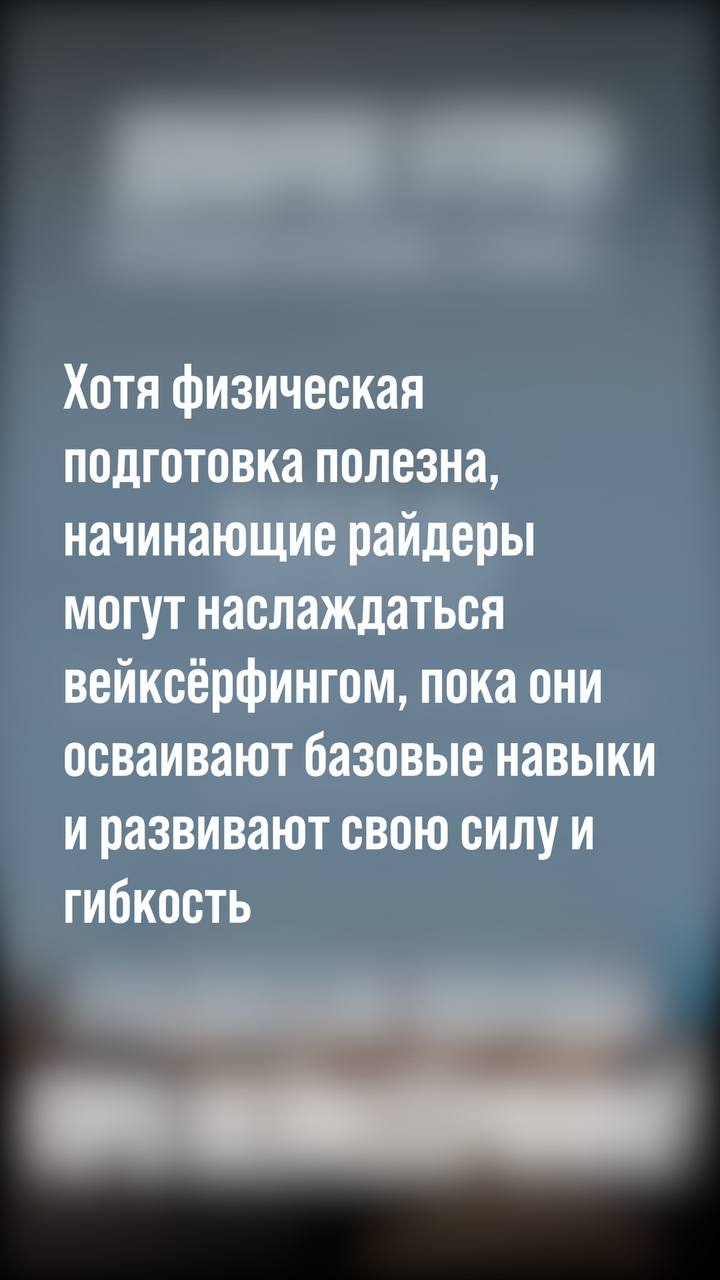 Хотя физическая
подготовка полезна,
начинающие райдеры
могут наслаждаться
вейксёрфингом, пока они
осваивают базовые навыки
и развивают свою силу и
гибкость